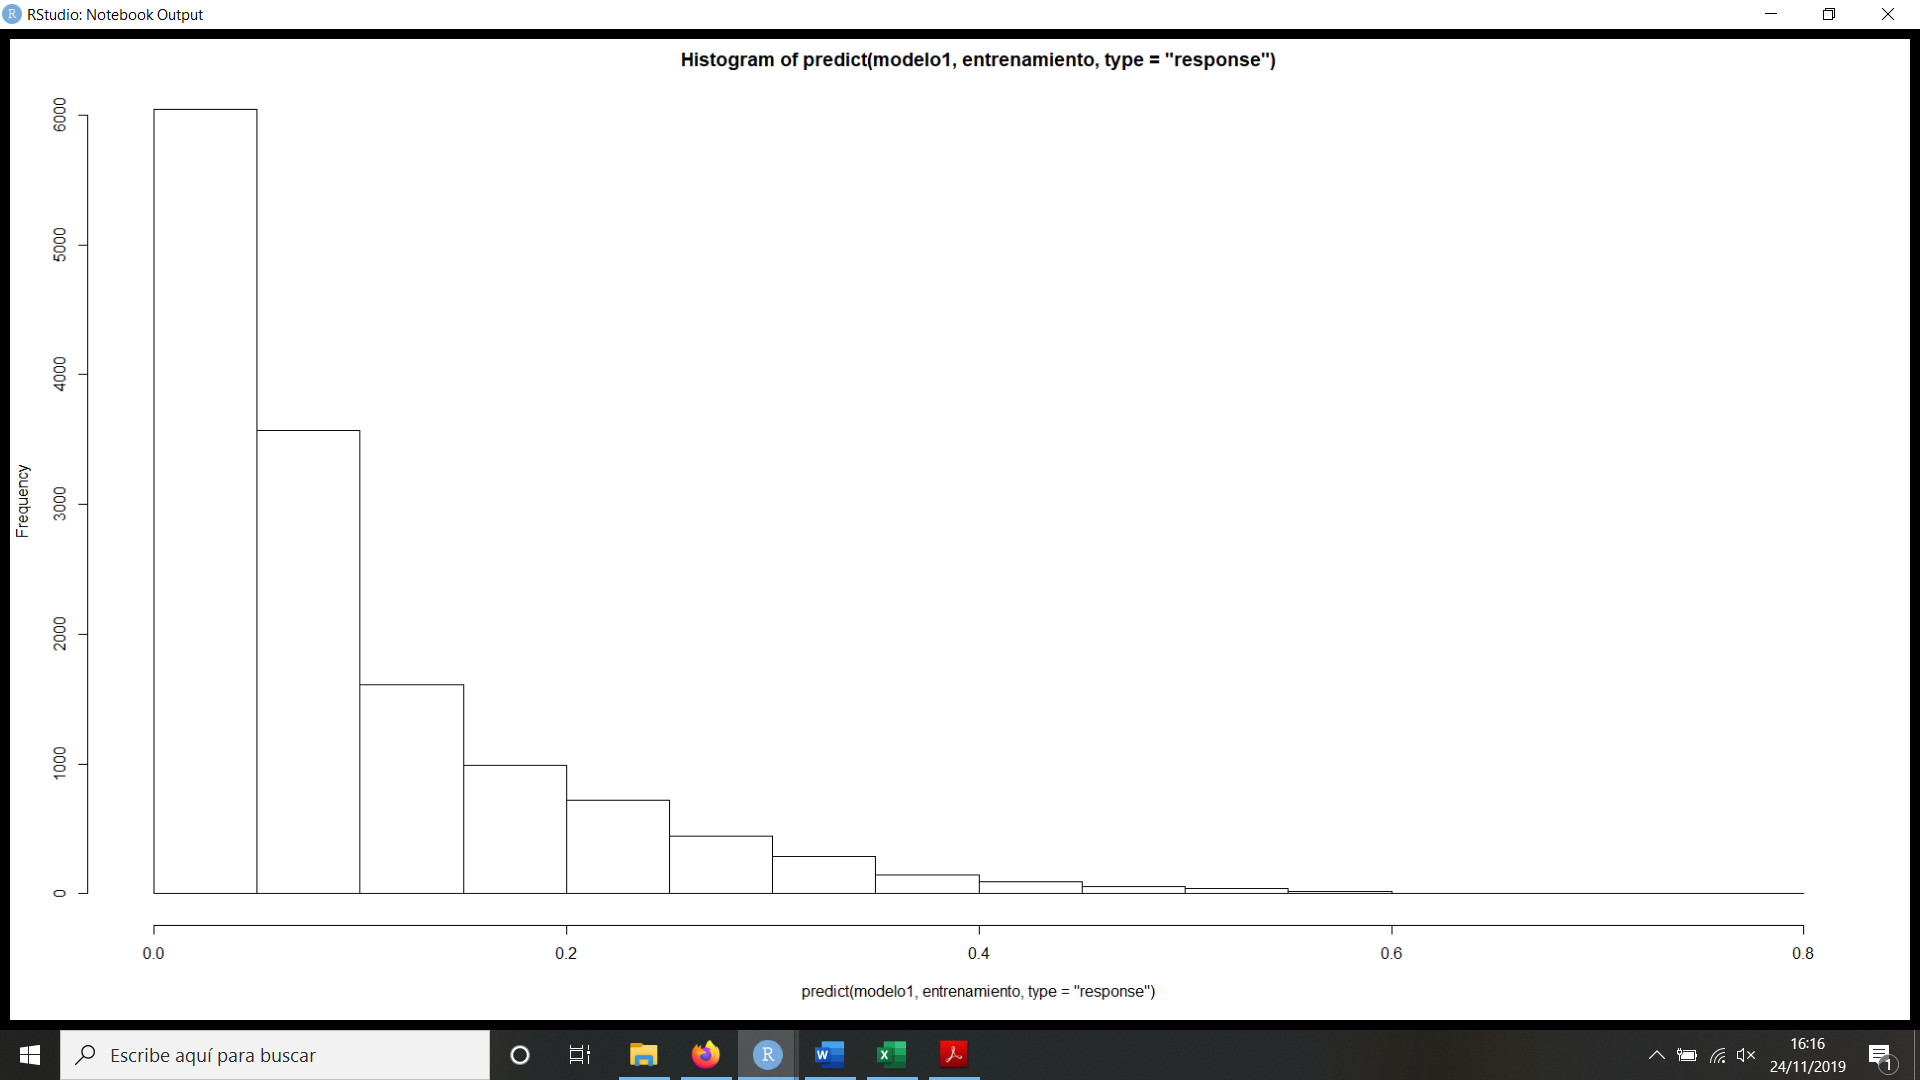 RStudio: Notebook Output
Histogram of predict(modelo1, entrenamiento, type = "response")
Frequency
6000
5000
4000
3000
2000
1000
0
0.0 0.2 0.4 0.6 0.8
predict(modelo1, entrenamiento, type = "response")
Escribe aquí para buscar
16:16
24/11/2019
1